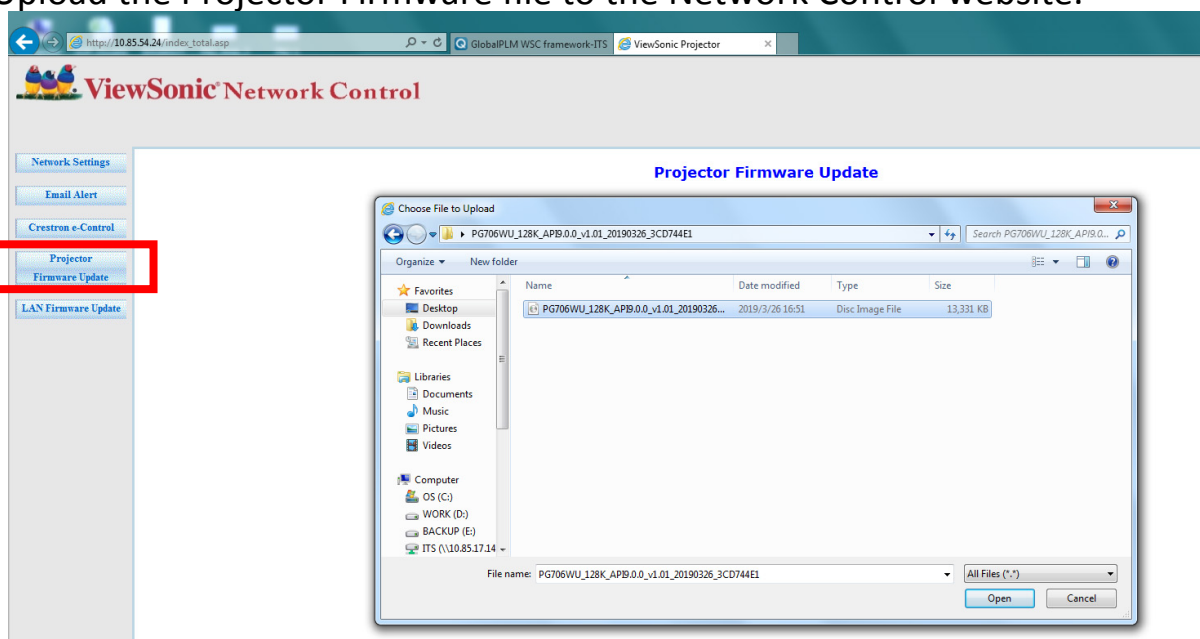 Upload the Projector Firmware file to the Network Control website.
http://10.85.54.24/index_total.asp
GlobalPLM WSC framework-ITS
ViewSonic Projector
ViewSonic® Network Control
Network Settings
Email Alert
Crestron e-Control
Projector
Firmware Update
LAN Firmware Update
Projector Firmware Update
Choose File to Upload
PG706WU_128K_API9.0.0_v1.01_20190326_3CD744E1
Search PG706WU_128K_API9.0...
Organize
New folder
Name
Date modified
Type
Size
Favorites
Desktop
Downloads
Recent Places
PG706WU_128K_API9.0.0_v1.01_20190326...
2019/3/26 16:51
Disc Image File
13,331 KB
Libraries
Documents
Music
Pictures
Videos
Computer
OS (C:)
WORK (D:)
BACKUP (E:)
ITS (\\10.85.17.14
File name:
PG706WU_128K_API9.0.0_v1.01_20190326_3CD744E1
All Files (*.*)
Open
Cancel